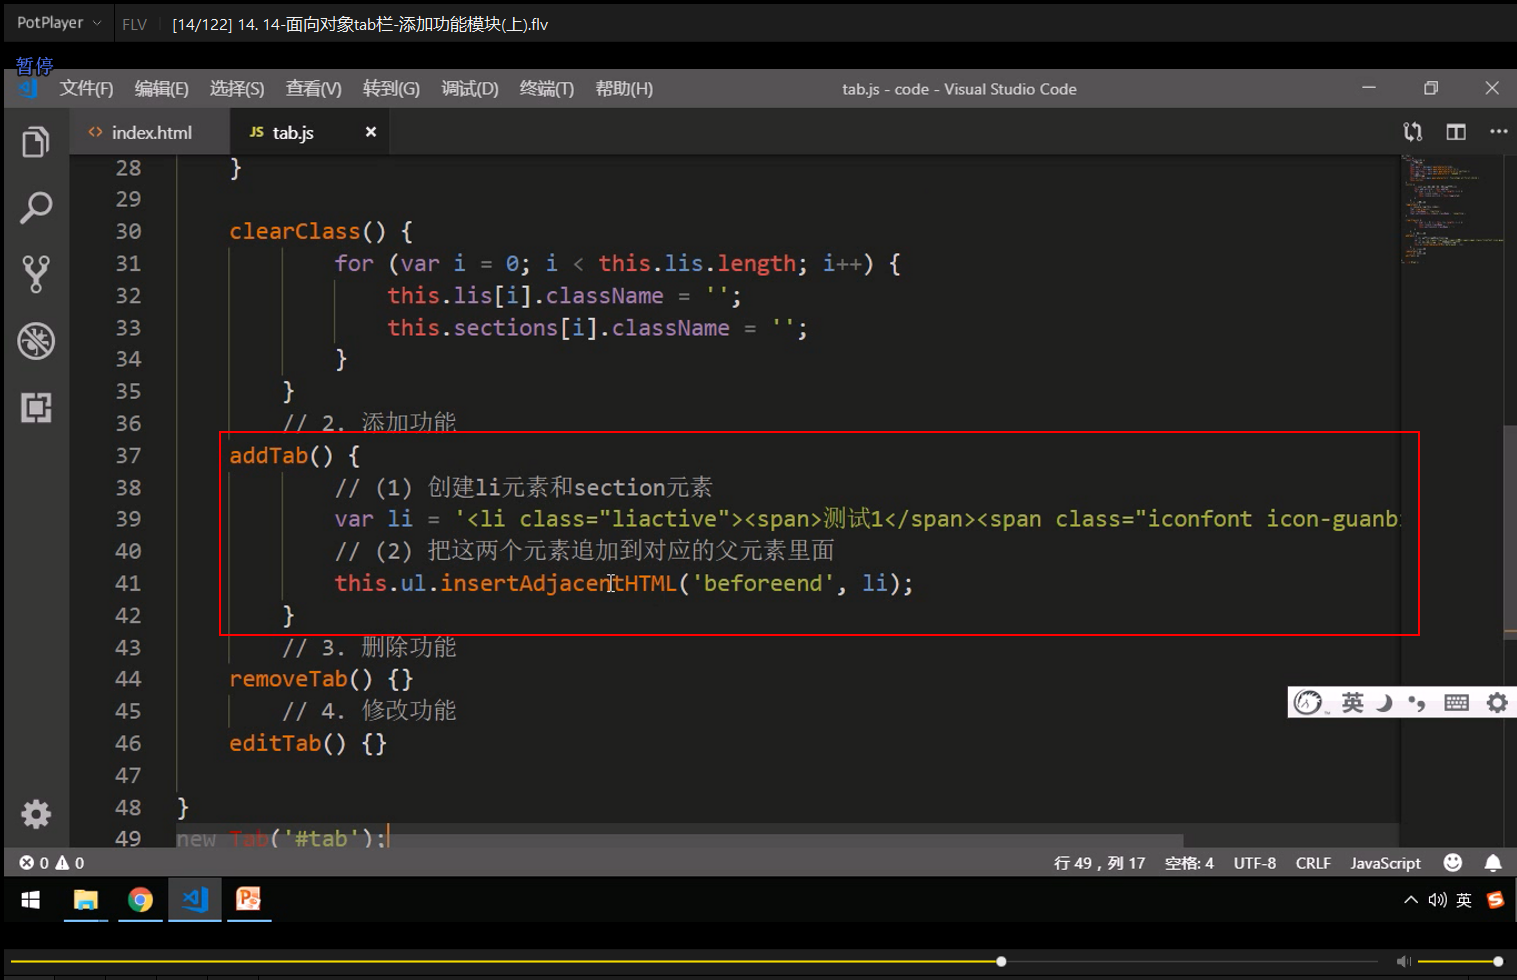 PotPlayer FLV [14/122] 14. 14-面向对象tab栏-添加功能模块(上).flv
暂停
文件(F) 编辑(E) 选择(S) 查看(V) 转到(G) 调试(D) 终端(T) 帮助(H) tab.js - code - Visual Studio Code
<> index.html JS tab.js
28 }
29
30 clearClass() {
31 for (var i = 0; i < this.lis.length; i++) {
32 this.lis[i].className = '';
33 this.sections[i].className = '';
34 }
35 }
36 // 2. 添加功能
37 addTab() {
38 // (1) 创建li元素和section元素
39 var li = '<li class="liactive"><span>测试1</span><span class="iconfont icon-guanb
40 // (2) 把这两个元素追加到对应的父元素里面
41 this.ul.insertAdjacentHTML('beforeend', li);
42 }
43 // 3. 删除功能
44 removeTab() {}
45 // 4. 修改功能
46 editTab() {}
47
48 }
49 new Tab('#tab');
英
0 0 行 49，列 17 空格: 4 UTF-8 CRLF JavaScript
英